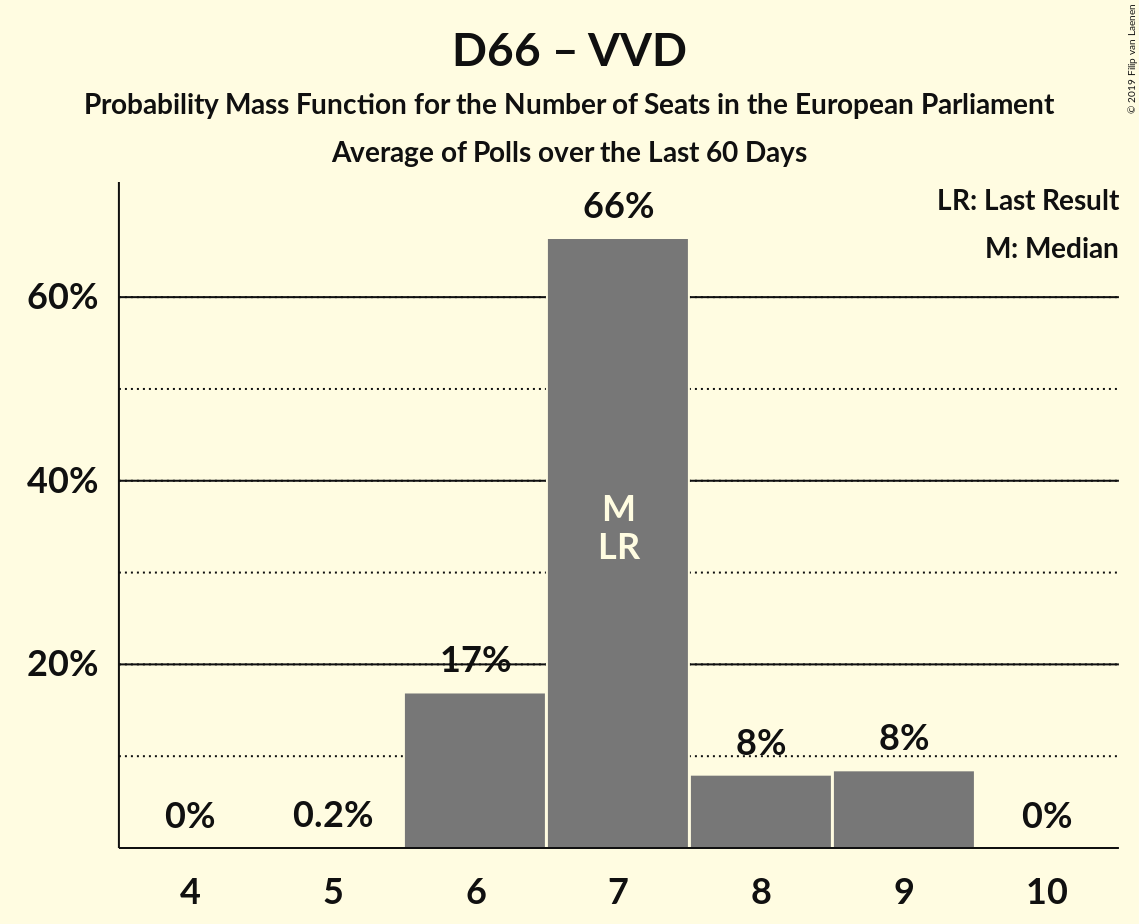 D66 – VVD
Probability Mass Function for the Number of Seats in the European Parliament
Average of Polls over the Last 60 Days
© 2019 Filip van Laenen
LR: Last Result
M: Median
60%
40%
20%
0%
0.2%
17%
66%
M
LR
8%
8%
0%
4 5 6 7 8 9 10